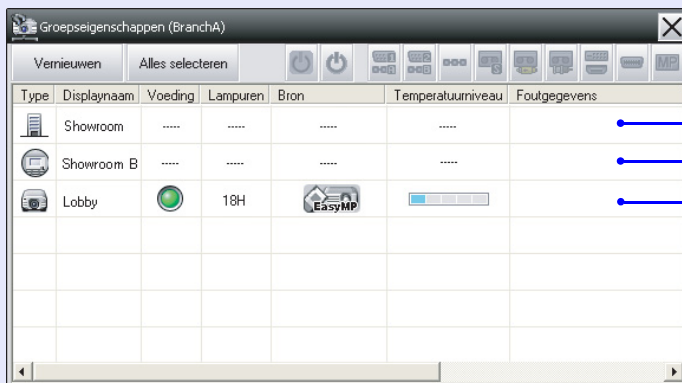 Groepseigenschappen (BranchA)
Vernieuwen Alles selecteren MP
Type Displaynaam Voeding Lampuren Bron Temperatuurniveau Foutgegevens
Showroom ----- ----- ----- -----
Showroom B ----- ----- ----- -----
Lobby 18H EasyMP